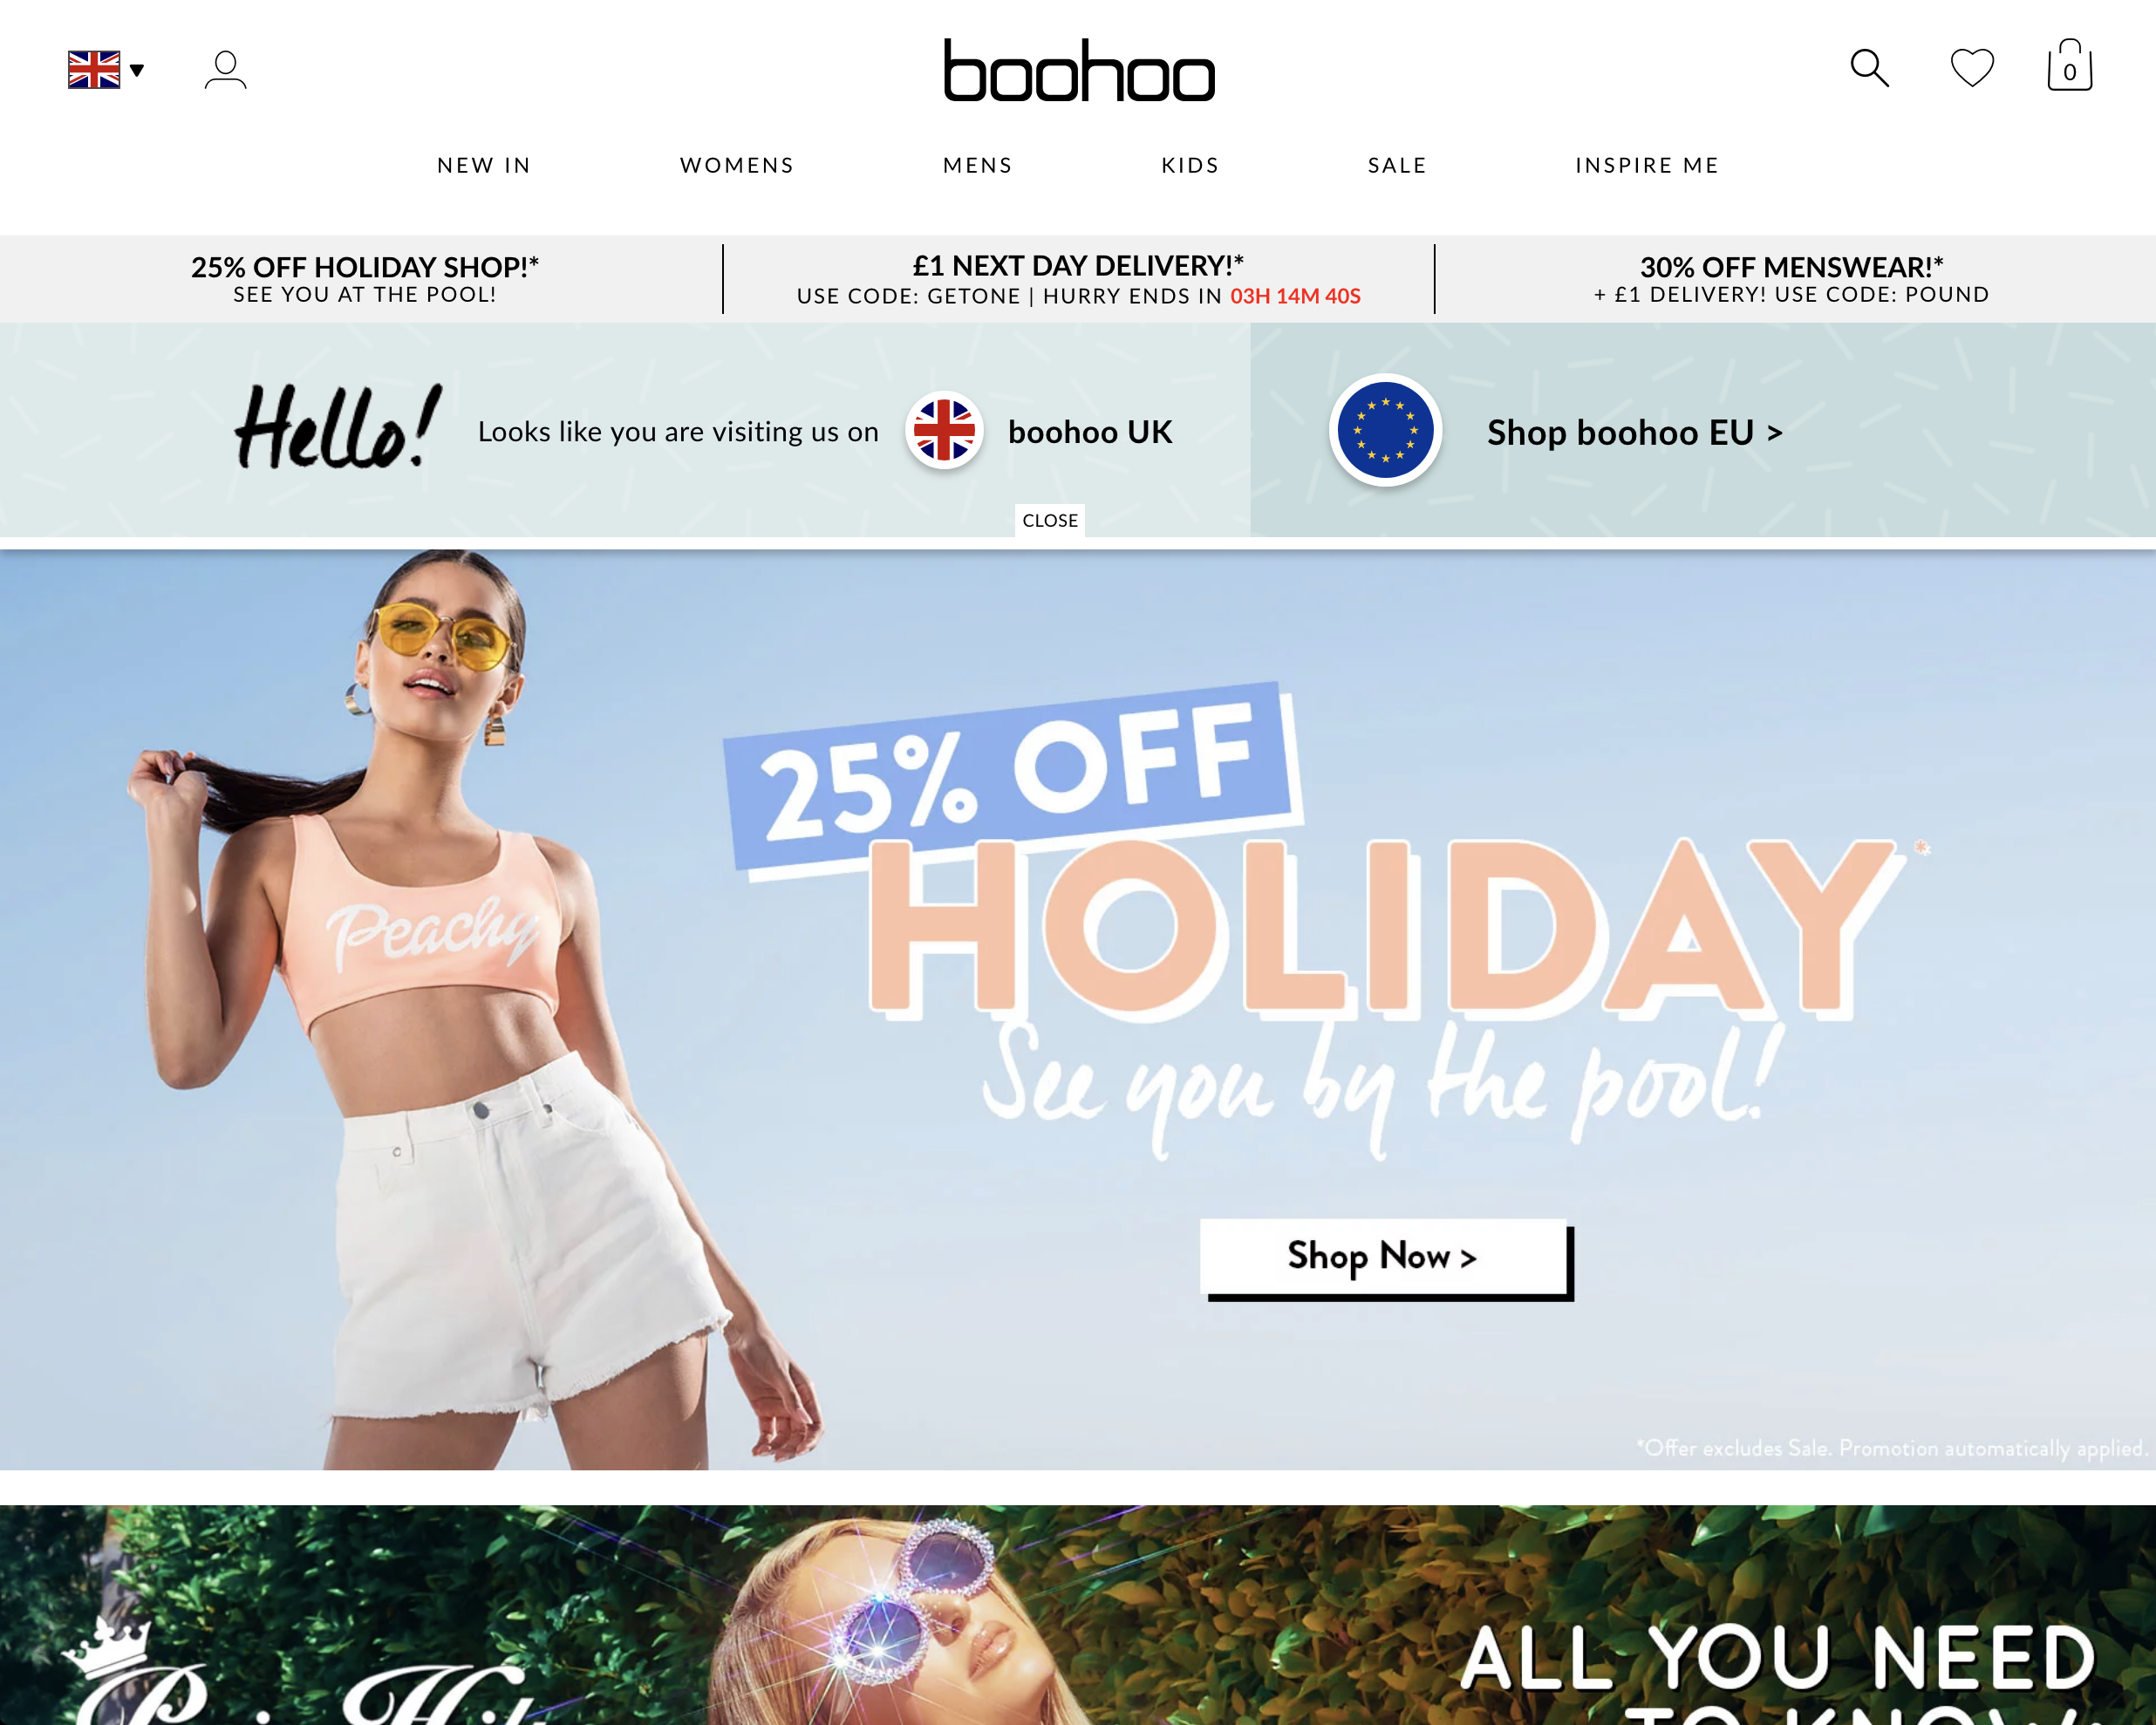 boohoo
0
NEW IN
WOMENS
MENS
KIDS
SALE
INSPIRE ME
25% OFF HOLIDAY SHOP!*
SEE YOU AT THE POOL!
£1 NEXT DAY DELIVERY!*
USE CODE: GETONE | HURRY ENDS IN 03H 14M 40S
30% OFF MENSWEAR!*
+ £1 DELIVERY! USE CODE: POUND
Hello! Looks like you are visiting us on boohoo UK
Shop boohoo EU >
CLOSE
Peachy
25% OFF
HOLIDAY*
See you by the pool!
Shop Now >
*Offer excludes Sale. Promotion automatically applied.
ALL YOU NEED
TO KNOW